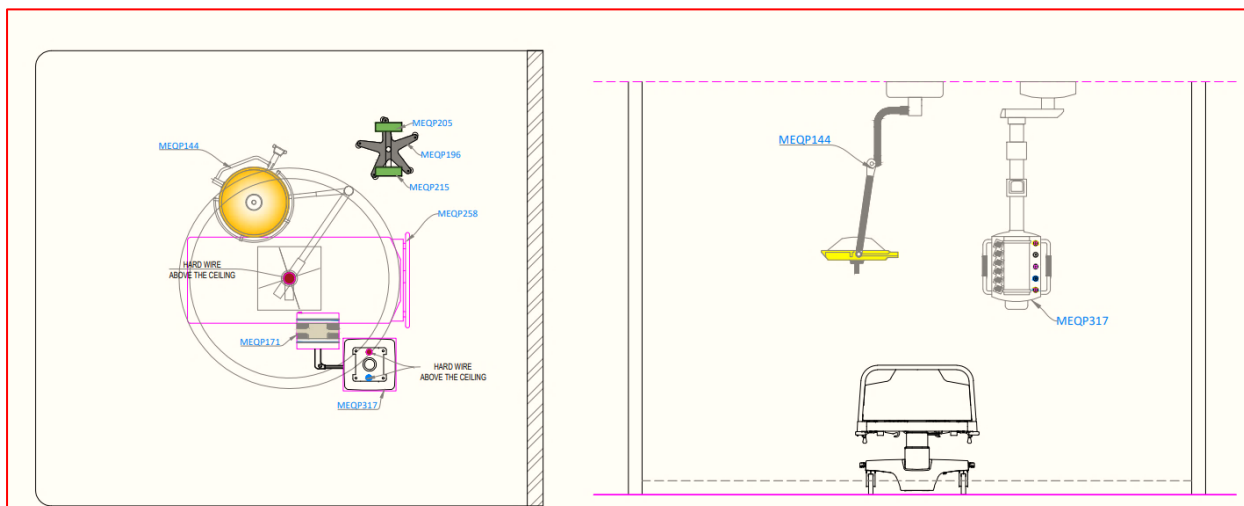 MEQP205
MEQP144
MEQP196
MEQP215
MEQP258
HARD WIRE
ABOVE THE CEILING
MEQP171
HARD WIRE
ABOVE THE CEILING
MEQP317
MEQP144
MEQP317